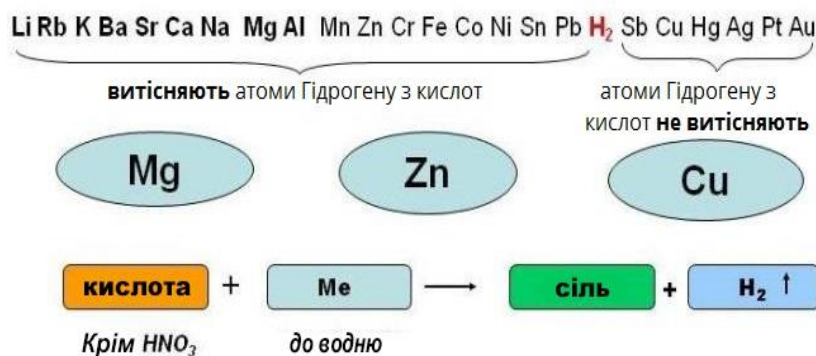 Li Rb K Ba Sr Ca Na Mg Al Mn Zn Cr Fe Co Ni Sn Pb H₂ Sb Cu Hg Ag Pt Au
витісняють атоми Гідрогену з кислот
атоми Гідрогену з
кислот не витісняють
Mg Zn Cu
кислота + Me → сіль + H₂ ↑
Крім HNO₃ до водню